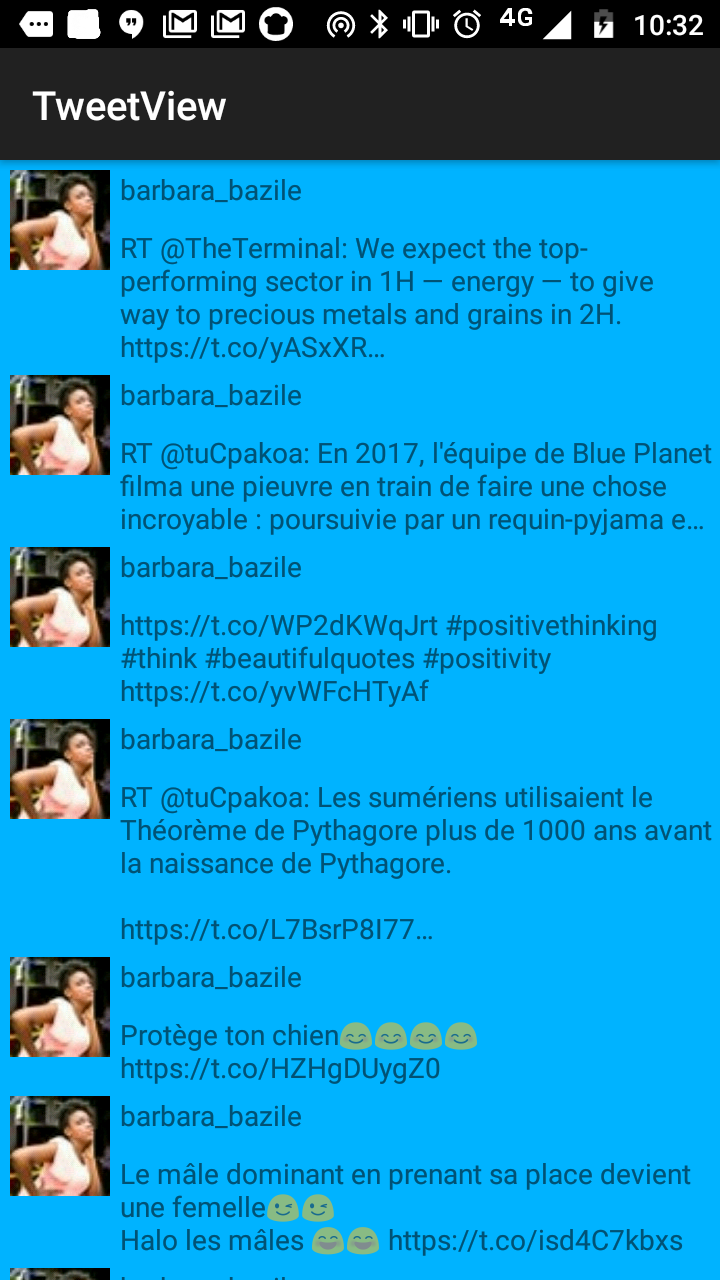 4G 10:32
TweetView
barbara_bazile
RT @TheTerminal: We expect the top-
performing sector in 1H — energy — to give
way to precious metals and grains in 2H.
https://t.co/yASxXR…
barbara_bazile
RT @tuCpakoa: En 2017, l'équipe de Blue Planet
filma une pieuvre en train de faire une chose
incroyable : poursuivie par un requin-pyjama e…
barbara_bazile
https://t.co/WP2dKWqJrt #positivethinking
#think #beautifulquotes #positivity
https://t.co/yvWFcHTyAf
barbara_bazile
RT @tuCpakoa: Les sumériens utilisaient le
Théorème de Pythagore plus de 1000 ans avant
la naissance de Pythagore.
https://t.co/L7BsrP8I77…
barbara_bazile
Protège ton chien😊😊😊😊
https://t.co/HZHgDUygZ0
barbara_bazile
Le mâle dominant en prenant sa place devient
une femelle😉😉
Halo les mâles 😄😄 https://t.co/isd4C7kbxs